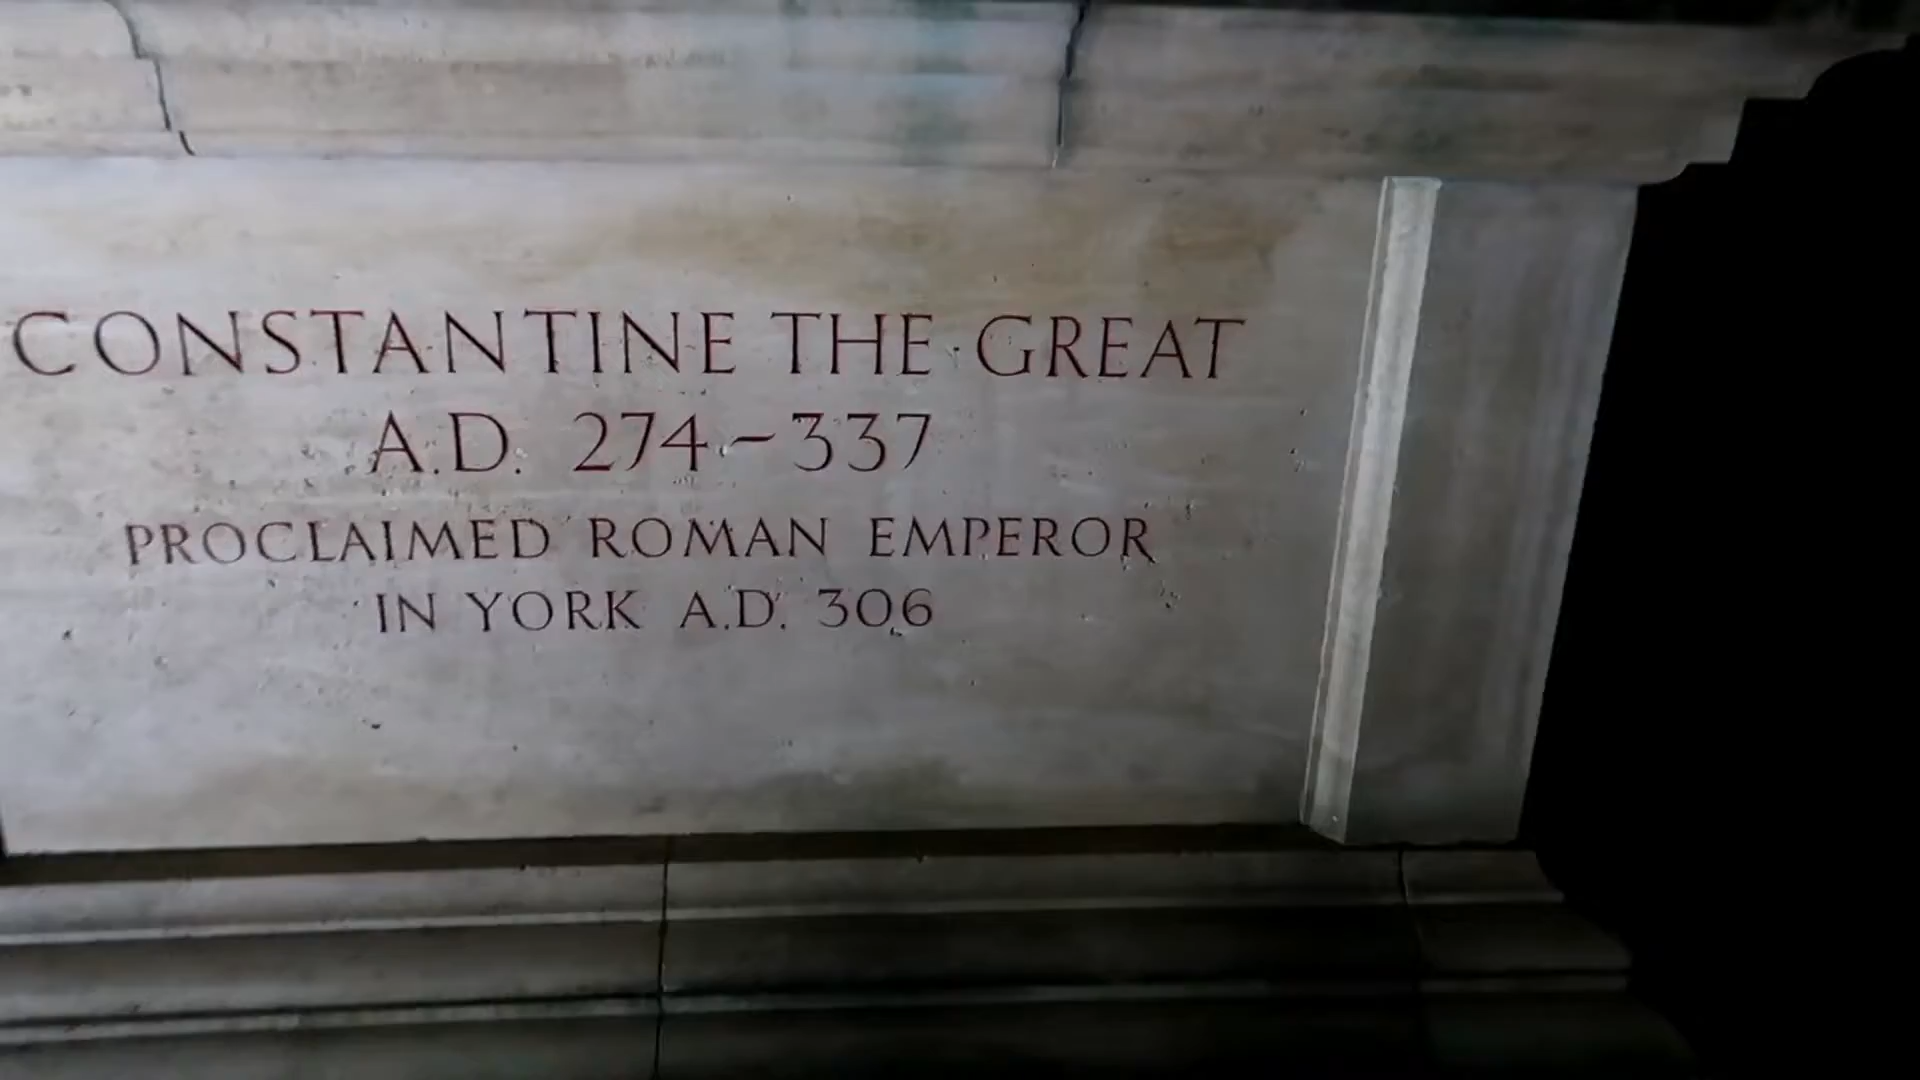 CONSTANTINE THE GREAT
A.D. 274-337
PROCLAIMED ROMAN EMPEROR
IN YORK A.D. 306